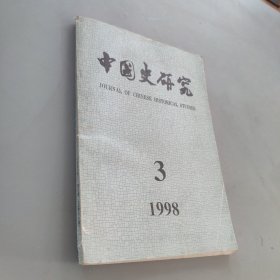 中国史研究
JOURNAL OF CHINESE HISTORICAL STUDIES
3
1998